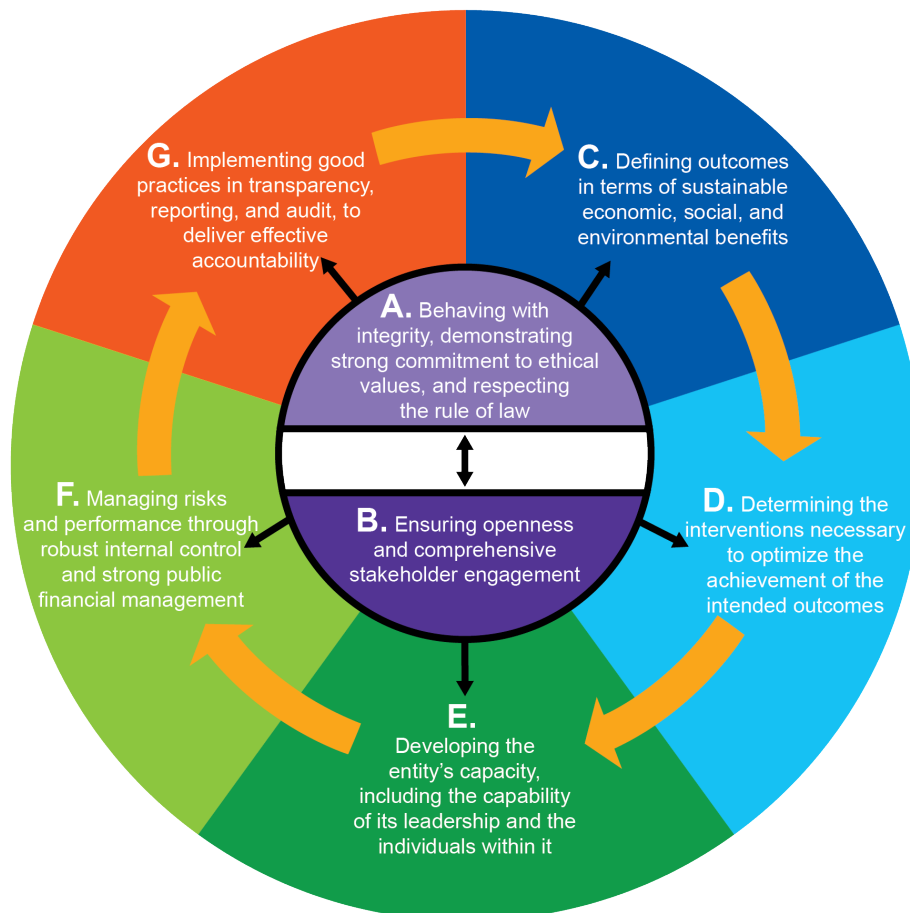 G. Implementing good
practices in transparency,
reporting, and audit, to
deliver effective
accountability
C. Defining outcomes
in terms of sustainable
economic, social, and
environmental benefits
A. Behaving with
integrity, demonstrating
strong commitment to ethical
values, and respecting
the rule of law
F. Managing risks
and performance through
robust internal control
and strong public
financial management
B. Ensuring openness
and comprehensive
stakeholder engagement
D. Determining the
interventions necessary
to optimize the
achievement of the
intended outcomes
E.
Developing the
entity’s capacity,
including the capability
of its leadership and the
individuals within it